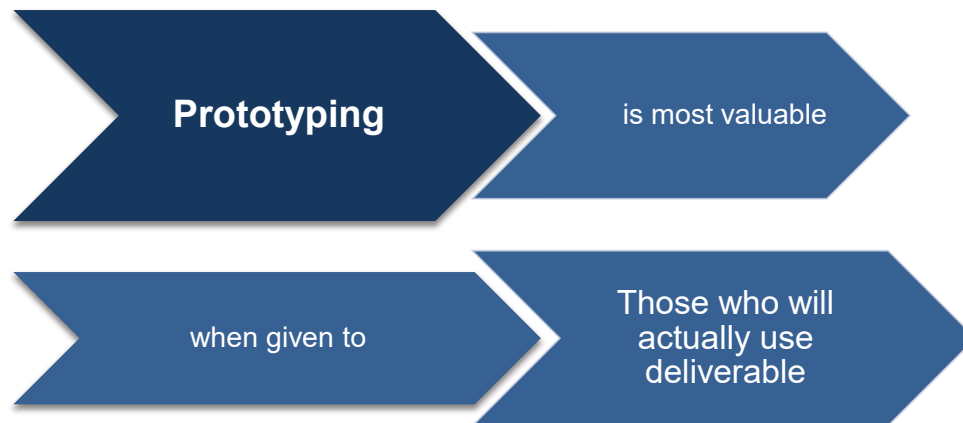 Prototyping
is most valuable
when given to
Those who will
actually use
deliverable